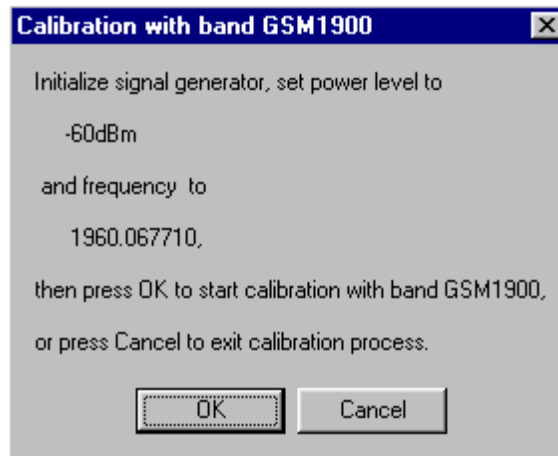 Calibration with band GSM1900
Initialize signal generator, set power level to
-60dBm
and frequency to
1960.067710,
then press OK to start calibration with band GSM1900,
or press Cancel to exit calibration process.
OK
Cancel